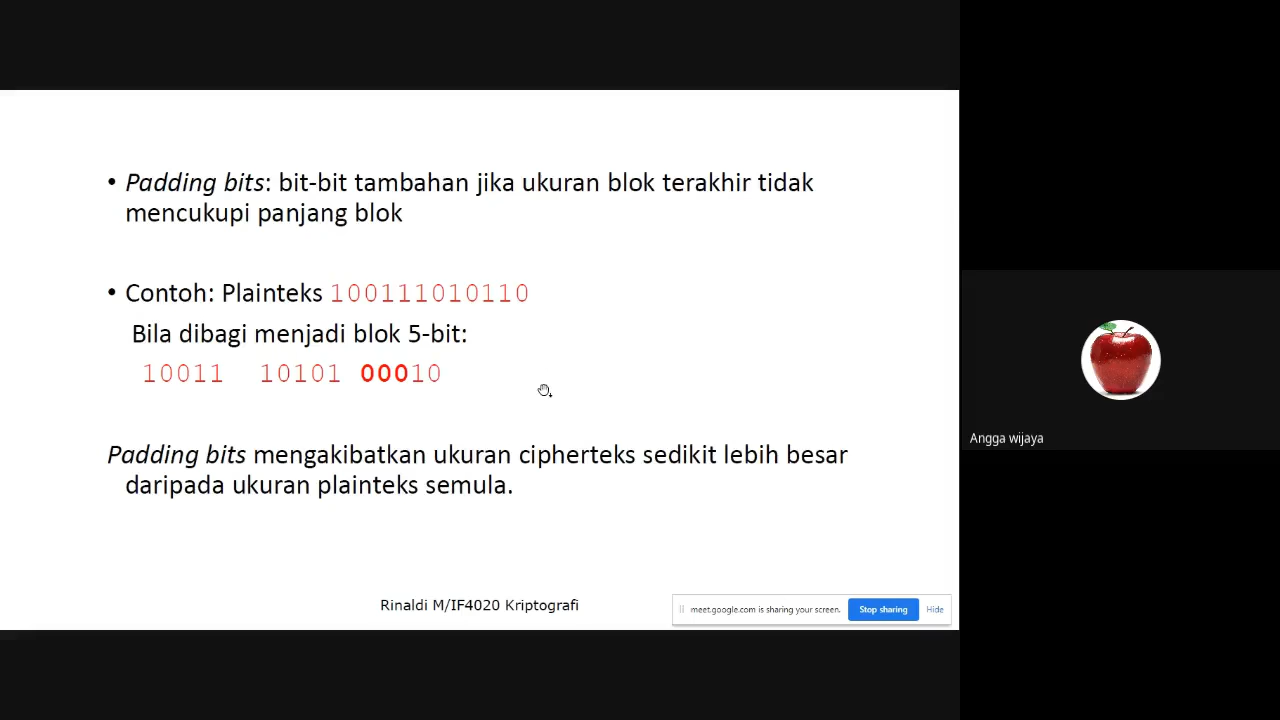 • Padding bits: bit-bit tambahan jika ukuran blok terakhir tidak
mencukupi panjang blok
• Contoh: Plainteks 100111010110
Bila dibagi menjadi blok 5-bit:
10011 10101 00010
Padding bits mengakibatkan ukuran cipherteks sedikit lebih besar
daripada ukuran plainteks semula.
Rinaldi M/IF4020 Kriptografi
meet.google.com is sharing your screen. Stop sharing Hide
Angga wijaya